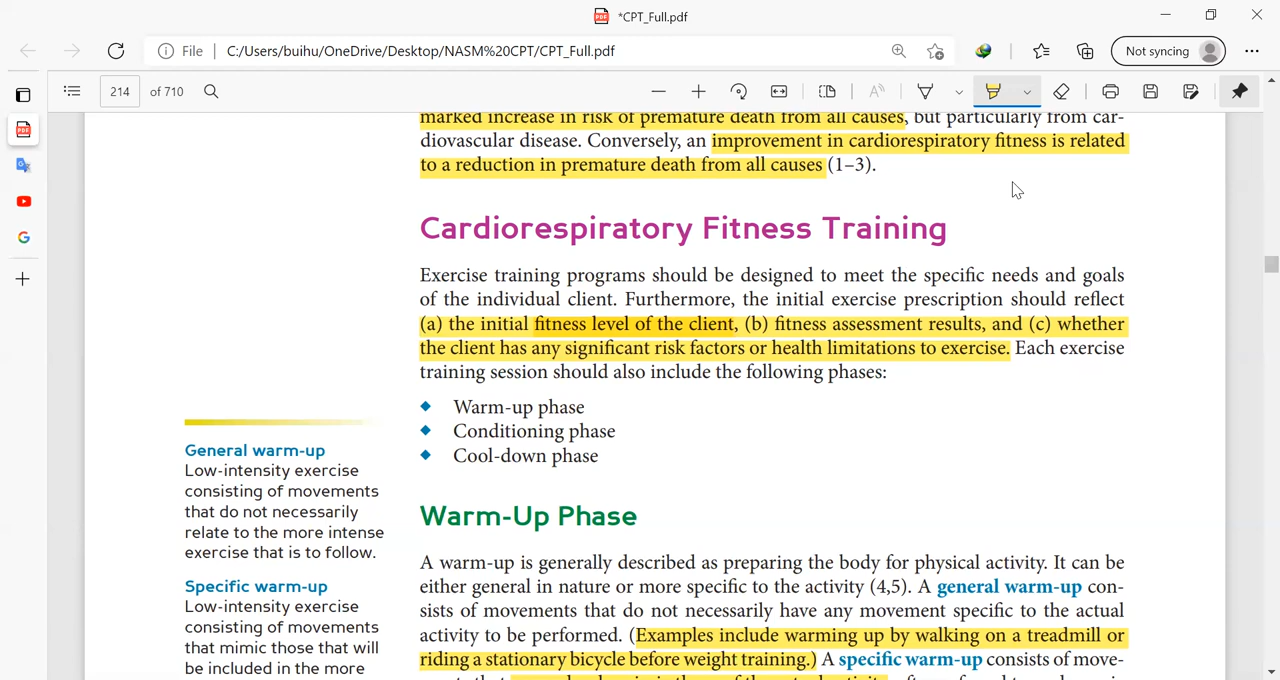 *CPT_Full.pdf
File
C:/Users/buihu/OneDrive/Desktop/NASM%20CPT/CPT_Full.pdf
Not syncing
214 of 710
marked increase in risk of premature death from all causes, but particularly from car-
diovascular disease. Conversely, an improvement in cardiorespiratory fitness is related
to a reduction in premature death from all causes (1–3).
Cardiorespiratory Fitness Training
Exercise training programs should be designed to meet the specific needs and goals
of the individual client. Furthermore, the initial exercise prescription should reflect
(a) the initial fitness level of the client, (b) fitness assessment results, and (c) whether
the client has any significant risk factors or health limitations to exercise. Each exercise
training session should also include the following phases:
Warm-up phase
Conditioning phase
Cool-down phase
General warm-up
Low-intensity exercise
consisting of movements
that do not necessarily
relate to the more intense
exercise that is to follow.
Specific warm-up
Low-intensity exercise
consisting of movements
that mimic those that will
be included in the more
Warm-Up Phase
A warm-up is generally described as preparing the body for physical activity. It can be
either general in nature or more specific to the activity (4,5). A general warm-up con-
sists of movements that do not necessarily have any movement specific to the actual
activity to be performed. (Examples include warming up by walking on a treadmill or
riding a stationary bicycle before weight training.) A specific warm-up consists of move-